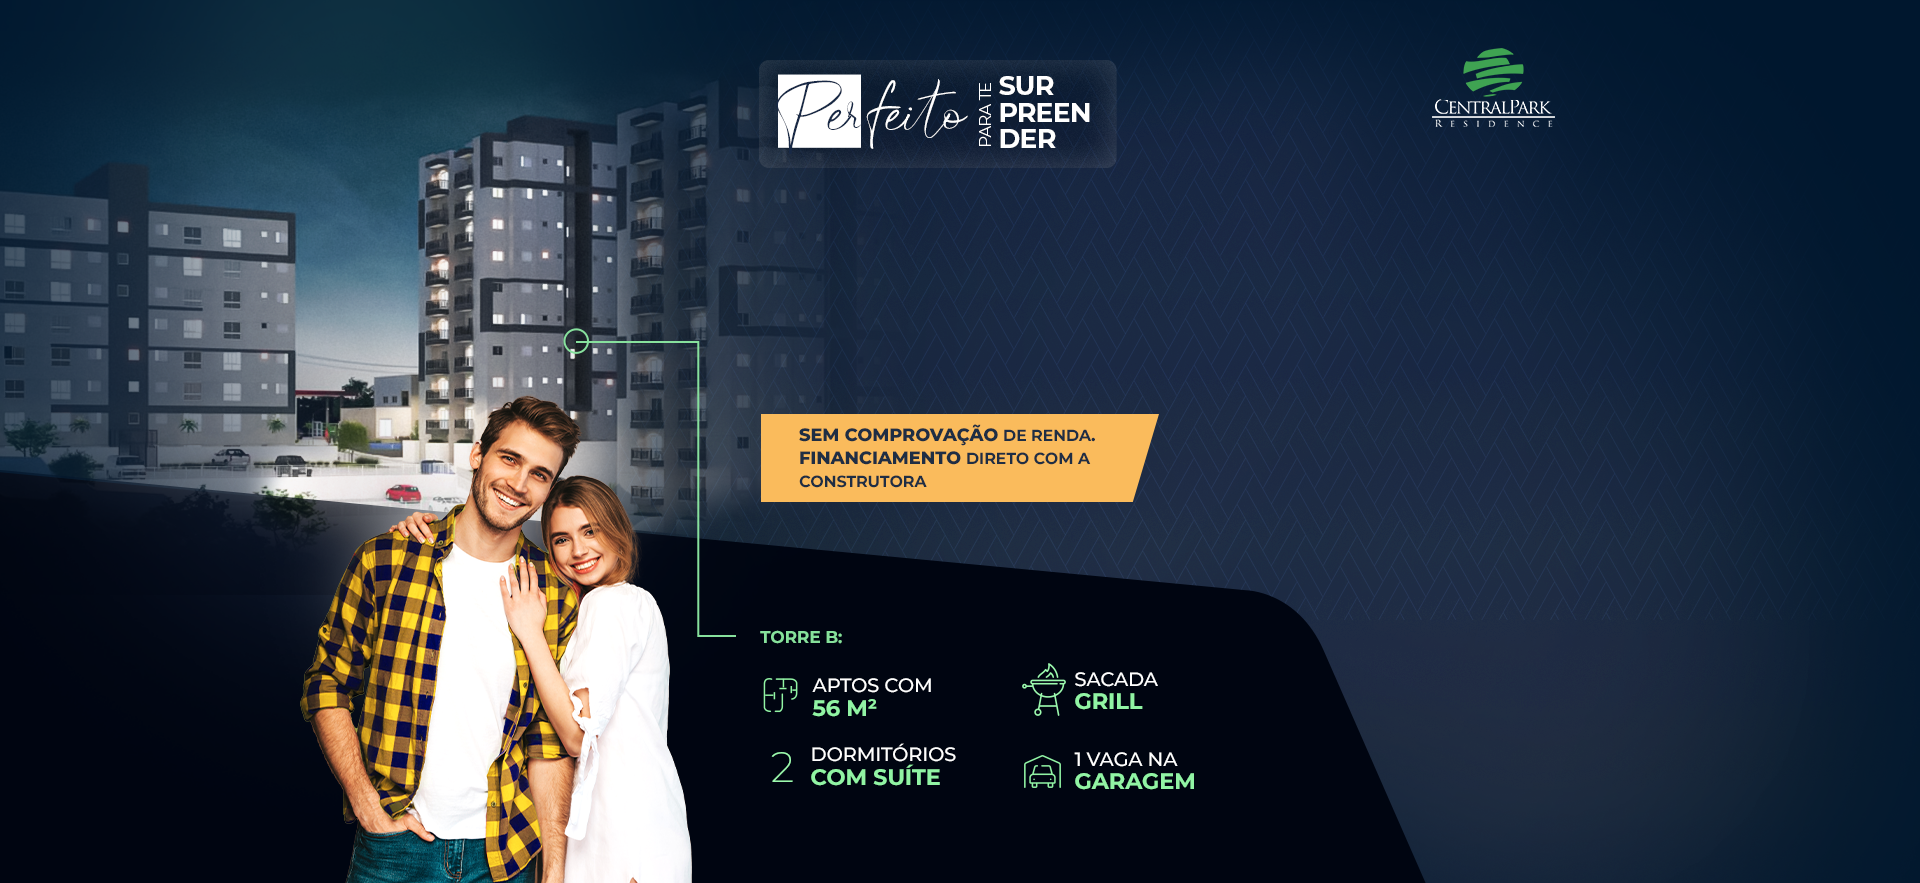 Perfeito
PARA TE
SUR
PREEN
DER
CENTRALPARK
RESIDENCE
SEM COMPROVAÇÃO DE RENDA.
FINANCIAMENTO DIRETO COM A
CONSTRUTORA
TORRE B:
APTOS COM
56 M²
SACADA
GRILL
2
DORMITÓRIOS
COM SUÍTE
1 VAGA NA
GARAGEM